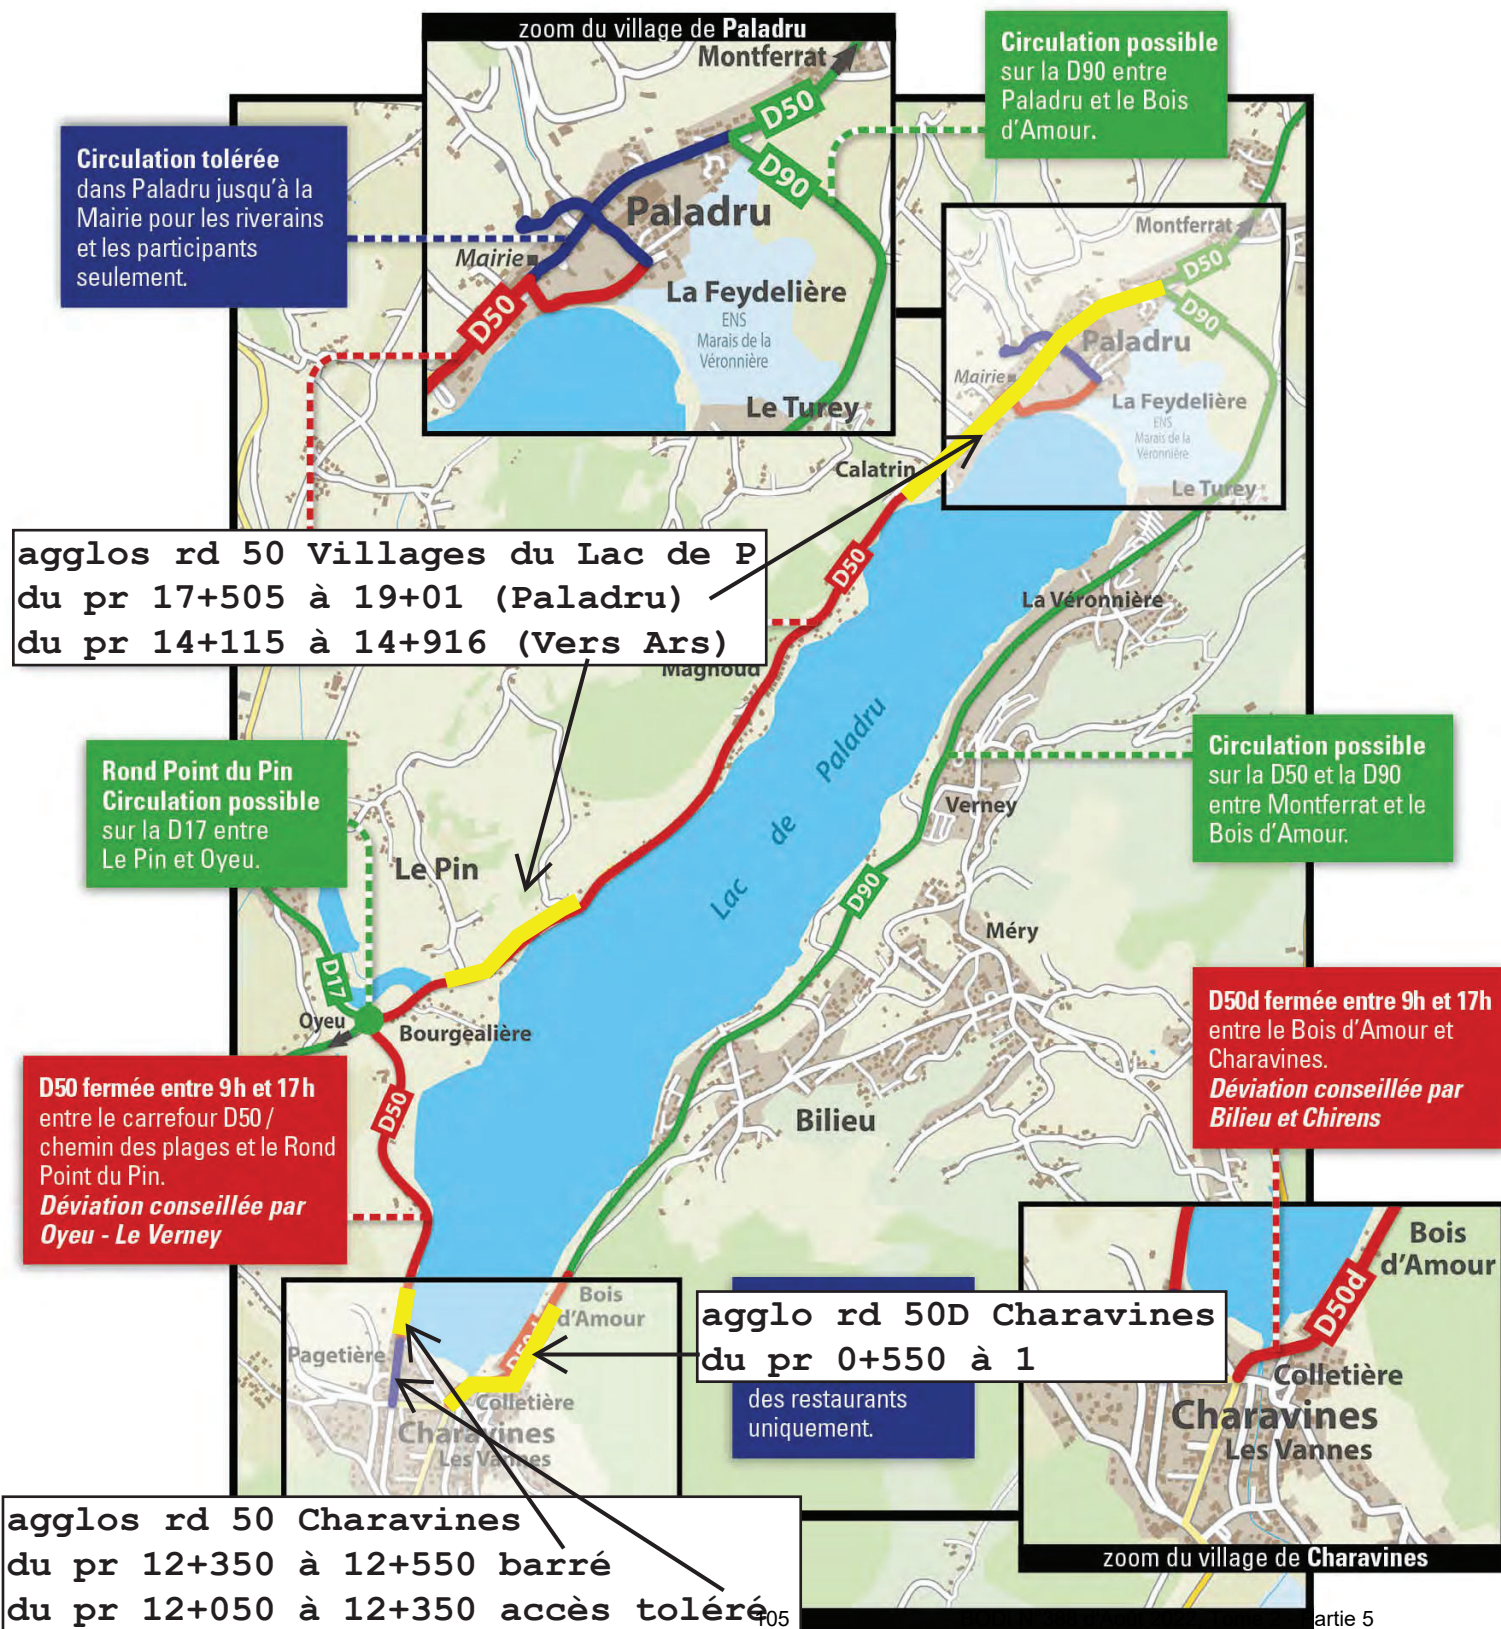 zoom du village de Paladru
Montferrat
D50
D90
Paladru
Mairie
La Feydelière
ENS
Marais de la
Véronnière
D50
Le Turey
Circulation possible
sur la D90 entre
Paladru et le Bois
d'Amour.
Circulation tolérée
dans Paladru jusqu'à la
Mairie pour les riverains
et les participants
seulement.
Montferrat
D50
D90
Paladru
Mairie
La Feydelière
ENS
Marais de la
Véronnière
Le Turey
Calatrin
agglos rd 50 Villages du Lac de P
du pr 17+505 à 19+01 (Paladru)
du pr 14+115 à 14+916 (Vers Ars)
D50
La Véronnière
Magnoud
Lac de Paladru
Rond Point du Pin
Circulation possible
sur la D17 entre
Le Pin et Oyeu.
Circulation possible
sur la D50 et la D90
entre Montferrat et le
Bois d'Amour.
Verney
Le Pin
D90
Méry
D17
Oyeu
Bourgealière
D50 fermée entre 9h et 17h
entre le carrefour D50 /
chemin des plages et le Rond
Point du Pin.
Déviation conseillée par
Oyeu - Le Verney
D50
Bilieu
D50d fermée entre 9h et 17h
entre le Bois d'Amour et
Charavines.
Déviation conseillée par
Bilieu et Chirens
Bois
d'Amour
Pagetière
Colletière
Charavines
Les Vannes
agglo rd 50D Charavines
du pr 0+550 à 1
des restaurants
uniquement.
Bois
d'Amour
D50d
Colletière
Charavines
Les Vannes
zoom du village de Charavines
agglos rd 50 Charavines
du pr 12+350 à 12+550 barré
du pr 12+050 à 12+350 accès toléré
105
artie 5